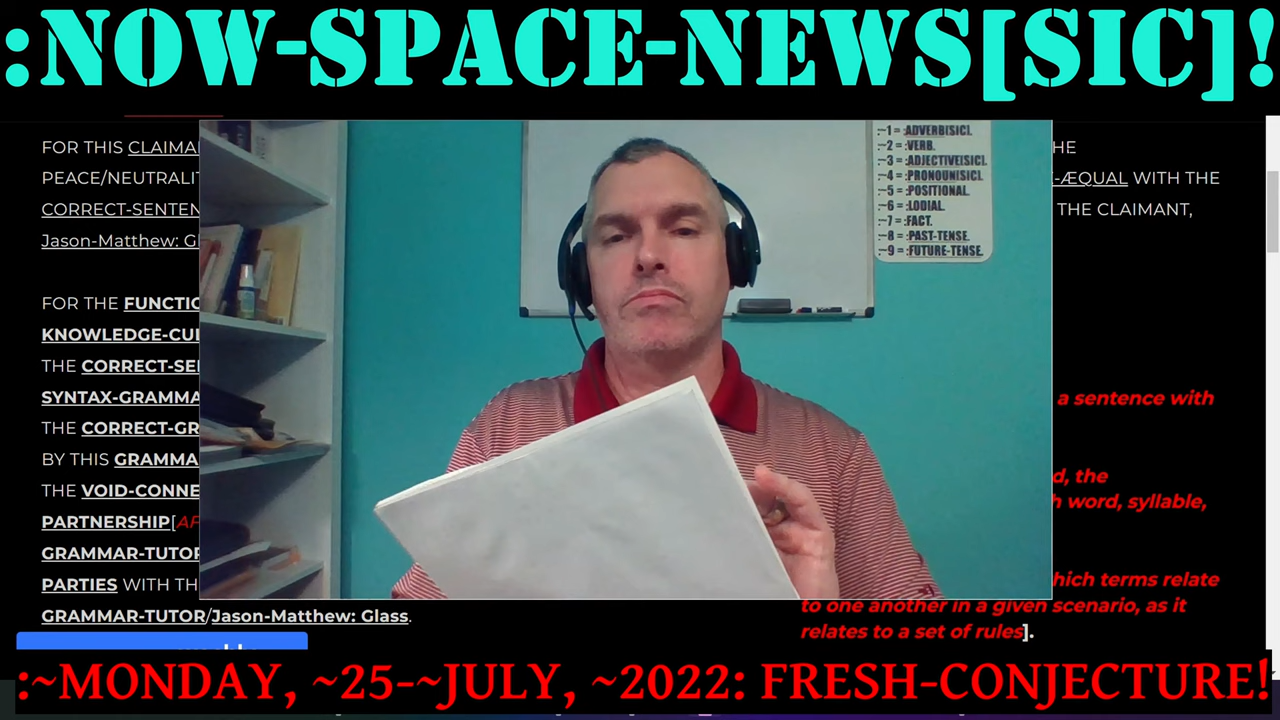 :NOW-SPACE-NEWS[SIC]!
FOR THIS CLAIMA
PEACE/NEUTRALIT
CORRECT-SENTEN
Jason-Matthew: G
FOR THE FUNCTIO
KNOWLEDGE-CU
THE CORRECT-SE
SYNTAX-GRAMMA
THE CORRECT-GR
BY THIS GRAMMA
THE VOID-CONNE
PARTNERSHIP[AF
GRAMMAR-TUTOR
PARTIES WITH TH
GRAMMAR-TUTOR/Jason-Matthew: Glass.
:~1 = :ADVERB[SIC].
:~2 = :VERB.
:~3 = :ADJECTIVE[SIC].
:~4 = :PRONOUN[SIC].
:~5 = :POSITIONAL.
:~6 = :LODIAL.
:~7 = :FACT.
:~8 = :PAST-TENSE.
:~9 = :FUTURE-TENSE.
HE
-ÆQUAL WITH THE
THE CLAIMANT,
a sentence with
d, the
h word, syllable,
hich terms relate
to one another in a given scenario, as it
relates to a set of rules].
:~MONDAY, ~25-~JULY, ~2022: FRESH-CONJECTURE!